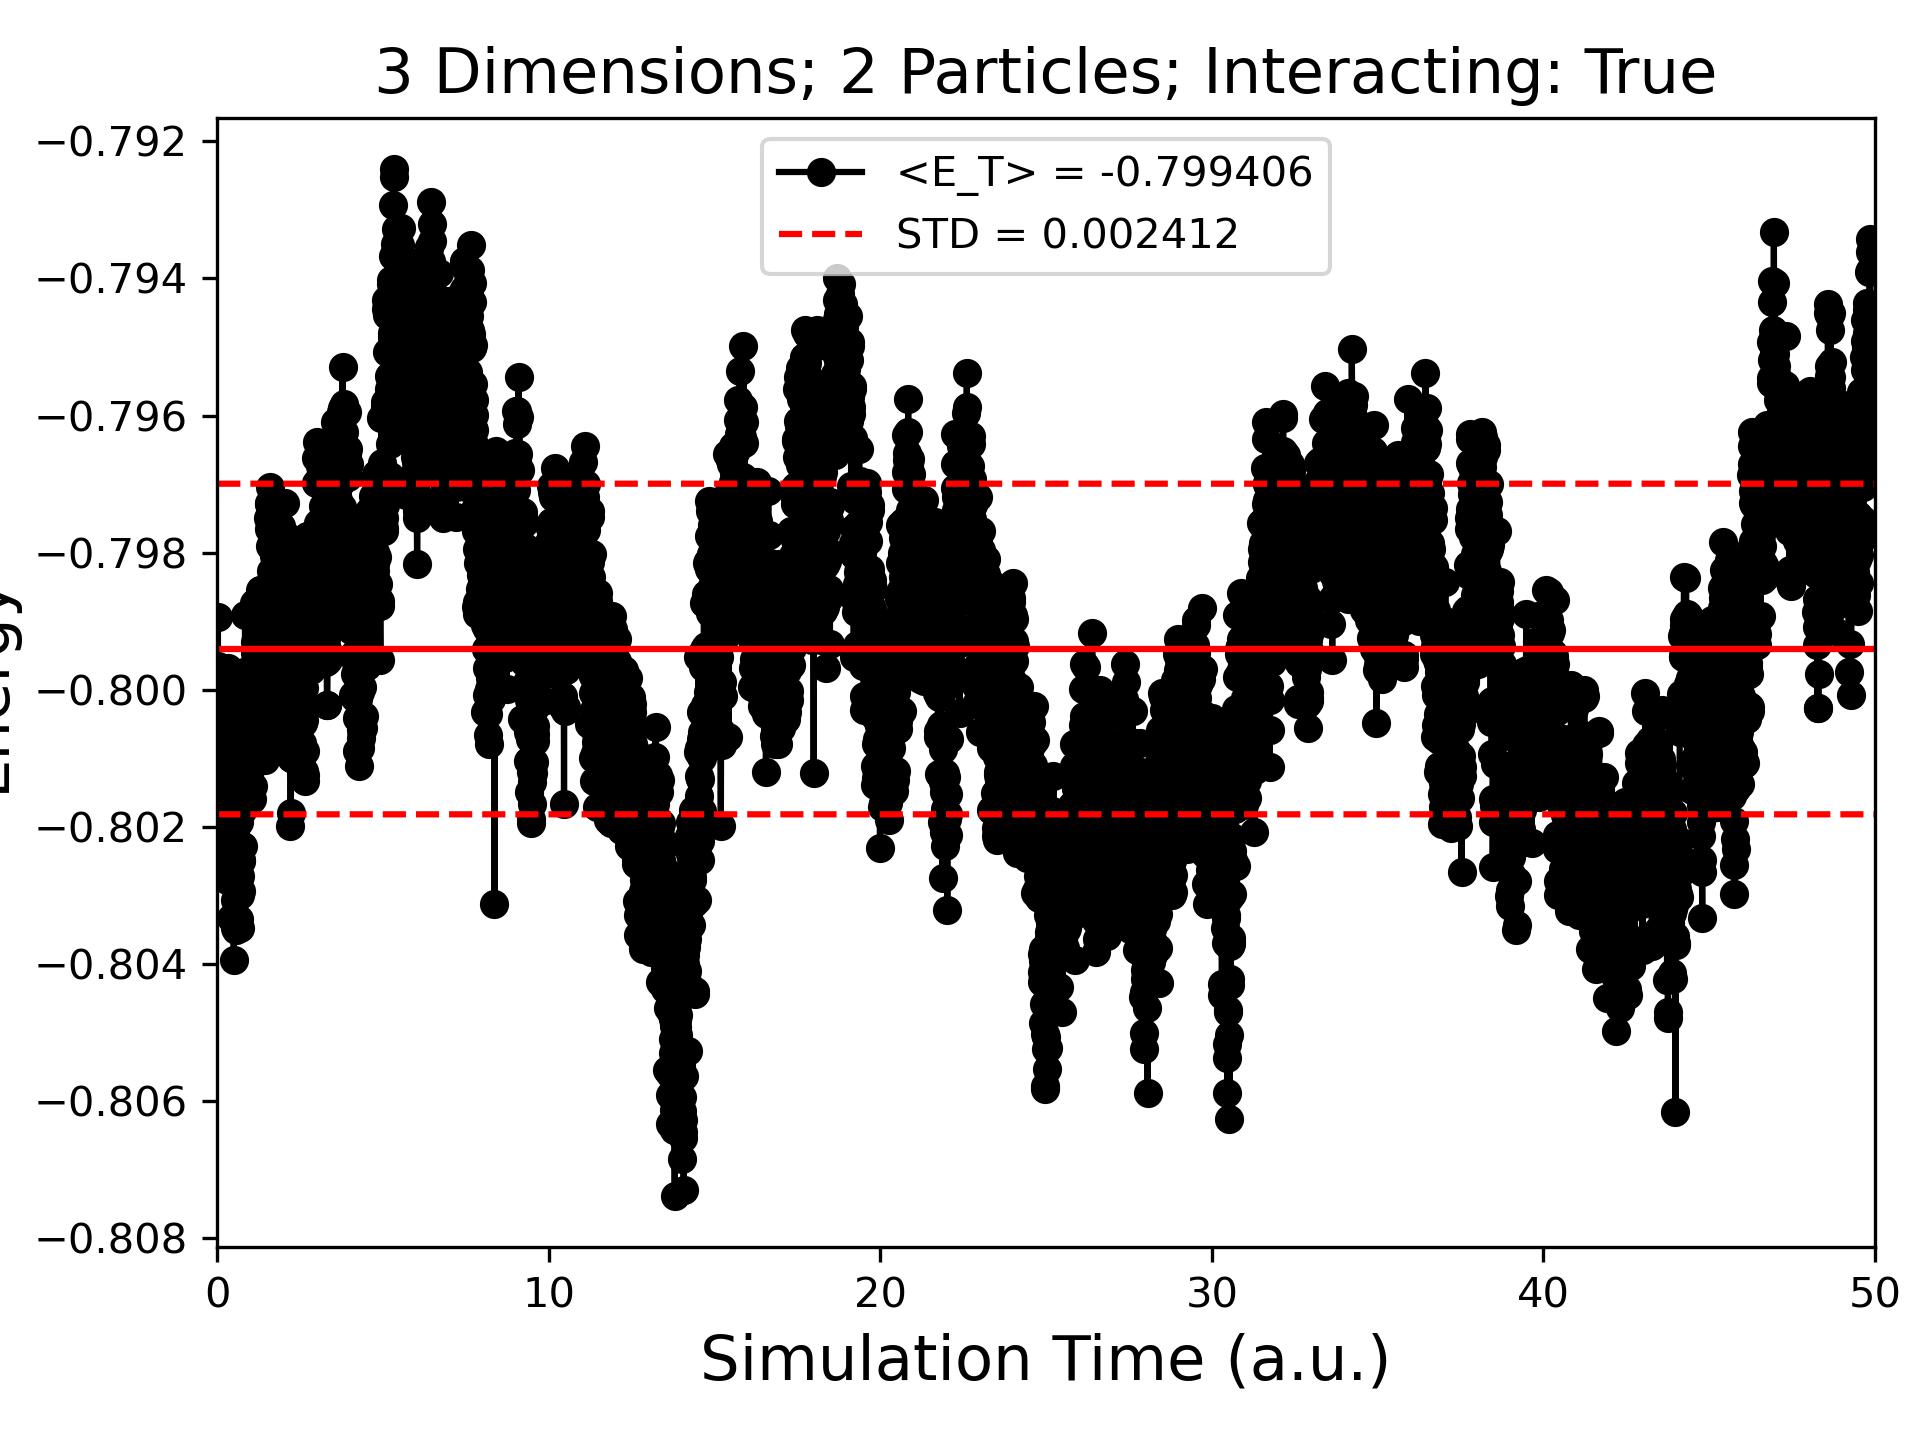 3 Dimensions; 2 Particles; Interacting: True
<E_T> = -0.799406
STD = 0.002412
Energy
−0.792
−0.794
−0.796
−0.798
−0.800
−0.802
−0.804
−0.806
−0.808
0 10 20 30 40 50
Simulation Time (a.u.)